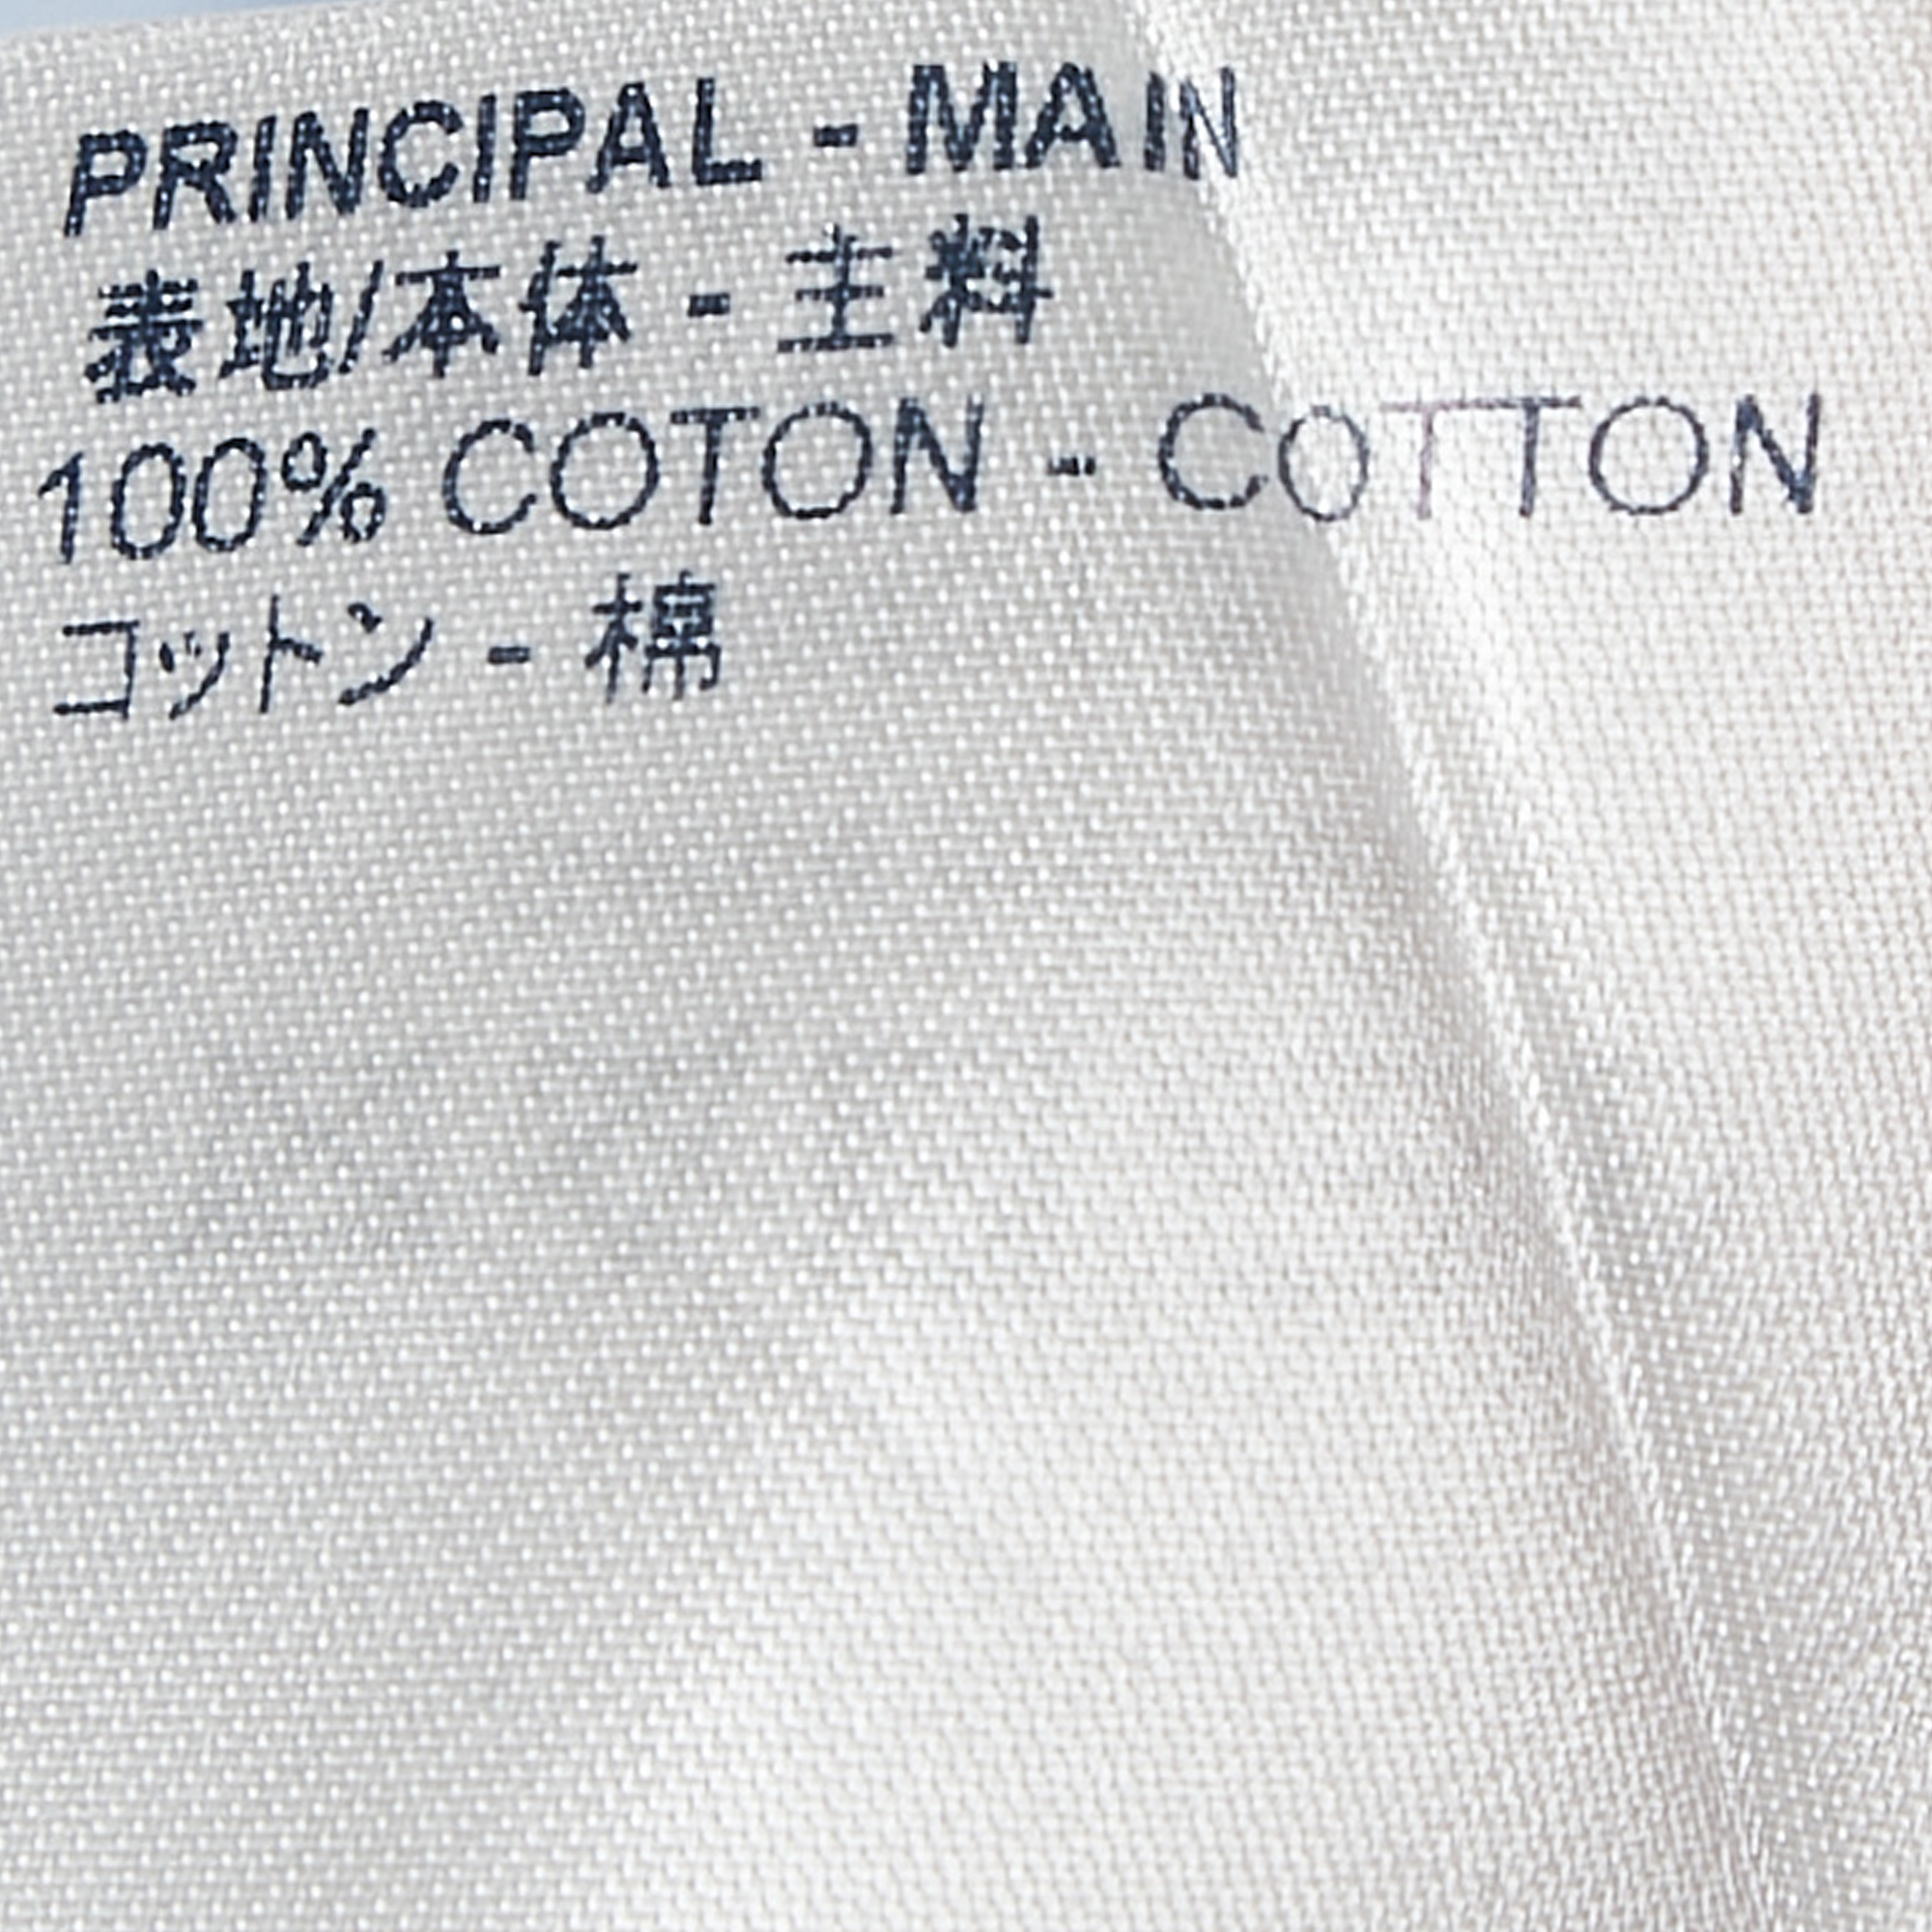 PRINCIPAL - MAIN
表地/本体 - 主料
100% COTON - COTTON
コットン - 棉